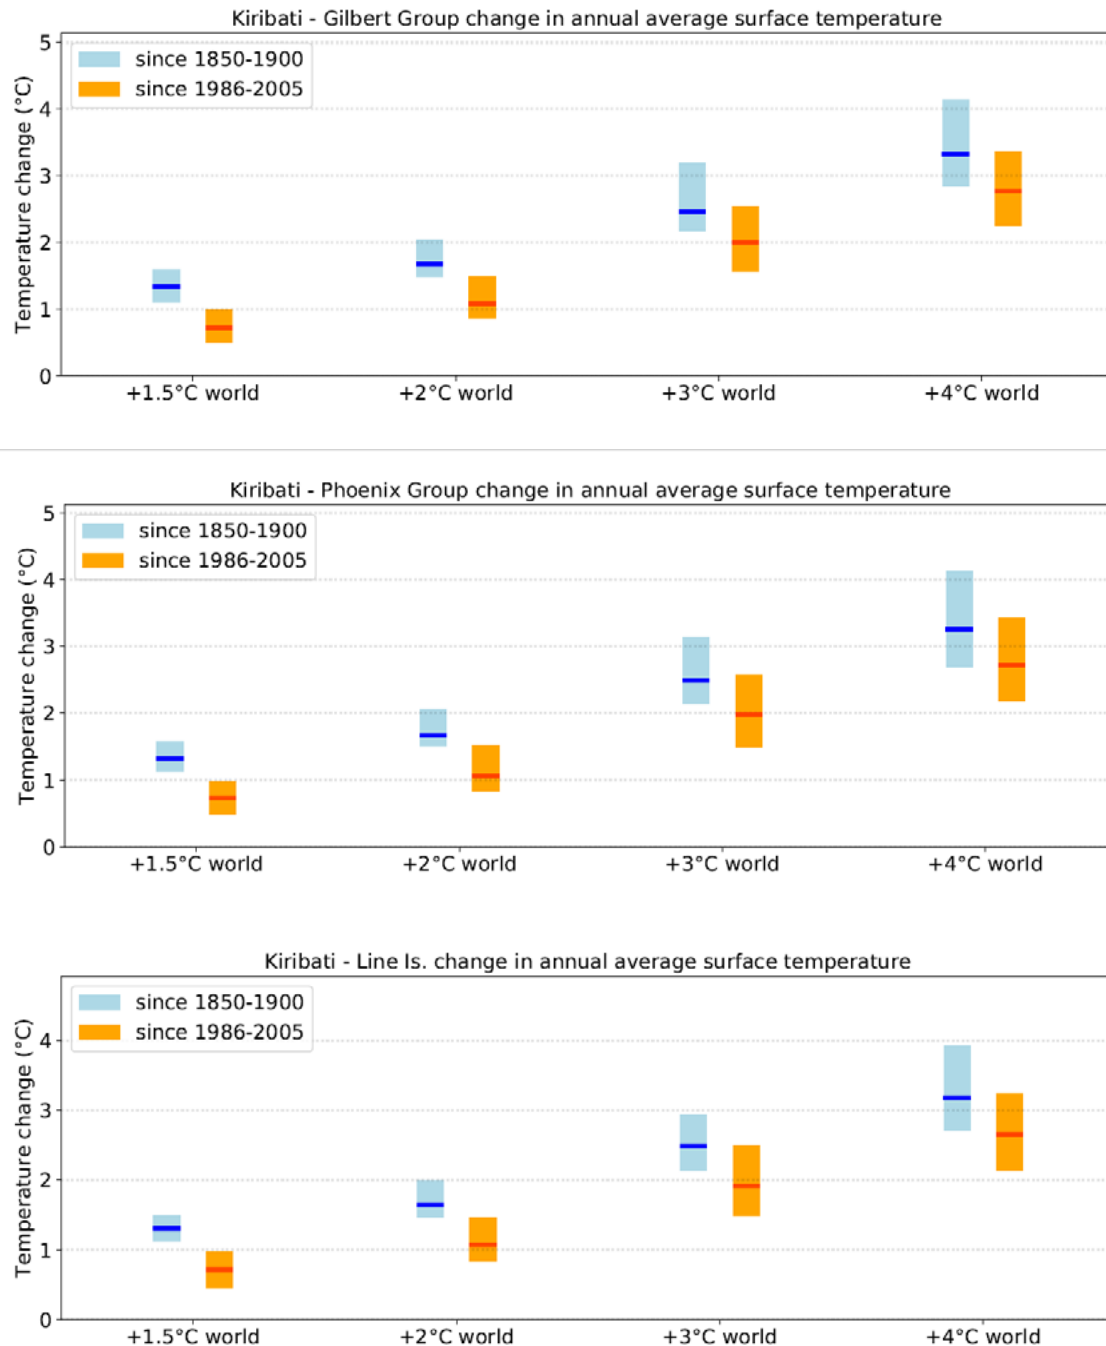 Kiribati - Gilbert Group change in annual average surface temperature
5
since 1850-1900
since 1986-2005
4
3
2
1
0
Temperature change (°C)
+1.5°C world
+2°C world
+3°C world
+4°C world
Kiribati - Phoenix Group change in annual average surface temperature
5
since 1850-1900
since 1986-2005
4
3
2
1
0
Temperature change (°C)
+1.5°C world
+2°C world
+3°C world
+4°C world
Kiribati - Line Is. change in annual average surface temperature
since 1850-1900
since 1986-2005
4
3
2
1
0
Temperature change (°C)
+1.5°C world
+2°C world
+3°C world
+4°C world